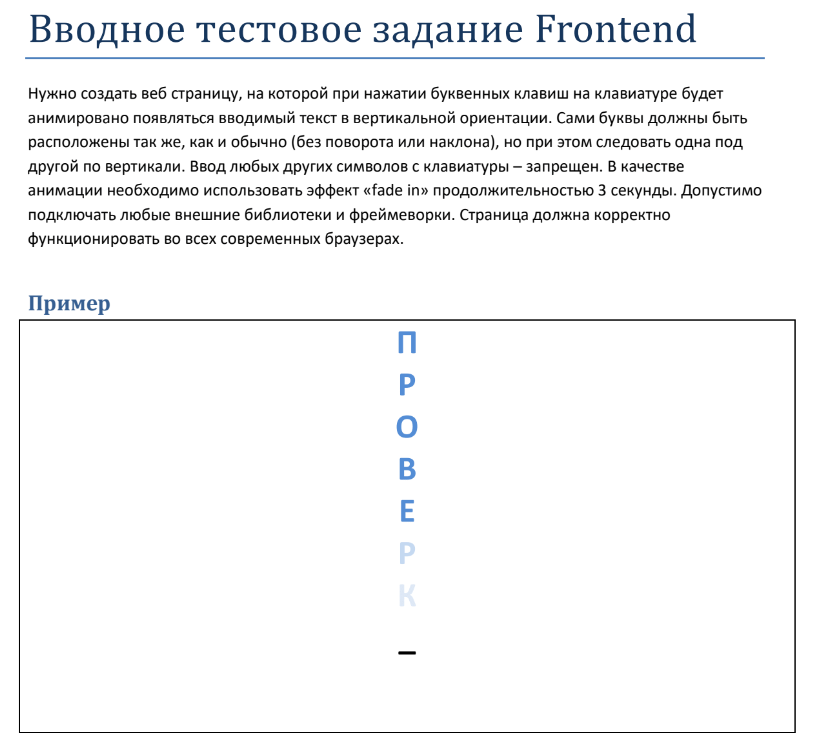 Вводное тестовое задание Frontend
Нужно создать веб страницу, на которой при нажатии буквенных клавиш на клавиатуре будет
анимировано появляться вводимый текст в вертикальной ориентации. Сами буквы должны быть
расположены так же, как и обычно (без поворота или наклона), но при этом следовать одна под
другой по вертикали. Ввод любых других символов с клавиатуры – запрещен. В качестве
анимации необходимо использовать эффект «fade in» продолжительностью 3 секунды. Допустимо
подключать любые внешние библиотеки и фреймеворки. Страница должна корректно
функционировать во всех современных браузерах.
Пример
П
Р
О
В
Е
Р
К
_